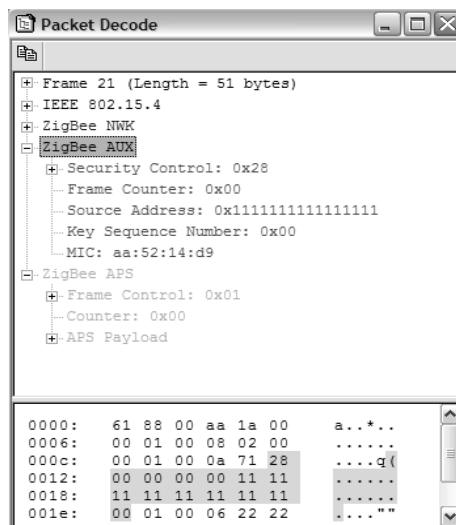 Packet Decode
Frame 21 (Length = 51 bytes)
IEEE 802.15.4
ZigBee NWK
ZigBee AUX
Security Control: 0x28
Frame Counter: 0x00
Source Address: 0x1111111111111111
Key Sequence Number: 0x00
MIC: aa:52:14:d9
ZigBee APS
Frame Control: 0x01
Counter: 0x00
APS Payload
0000: 61 88 00 aa 1a 00 a..*..
0006: 00 01 00 08 02 00 ......
000c: 00 01 00 0a 71 28 ....q(
0012: 00 00 00 00 11 11 ......
0018: 11 11 11 11 11 11 ......
001e: 00 01 00 06 22 22 ....""